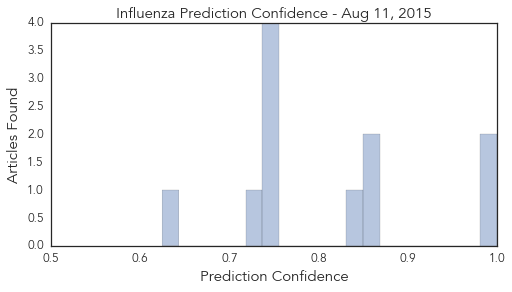 Influenza Prediction Confidence - Aug 11, 2015
4.0
3.5
3.0
2.5
2.0
1.5
1.0
0.5
0.0
Articles Found
0.5 0.6 0.7 0.8 0.9 1.0
Prediction Confidence